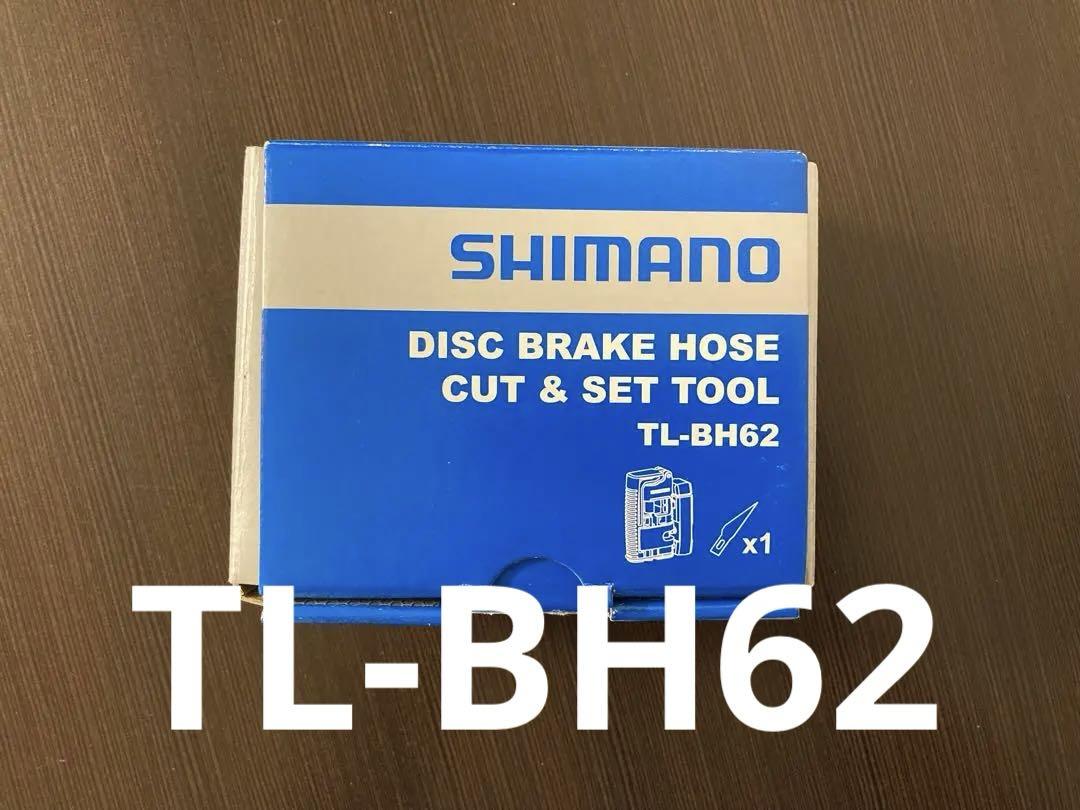 SHIMANO
DISC BRAKE HOSE
CUT & SET TOOL
TL-BH62
x1
TL-BH62